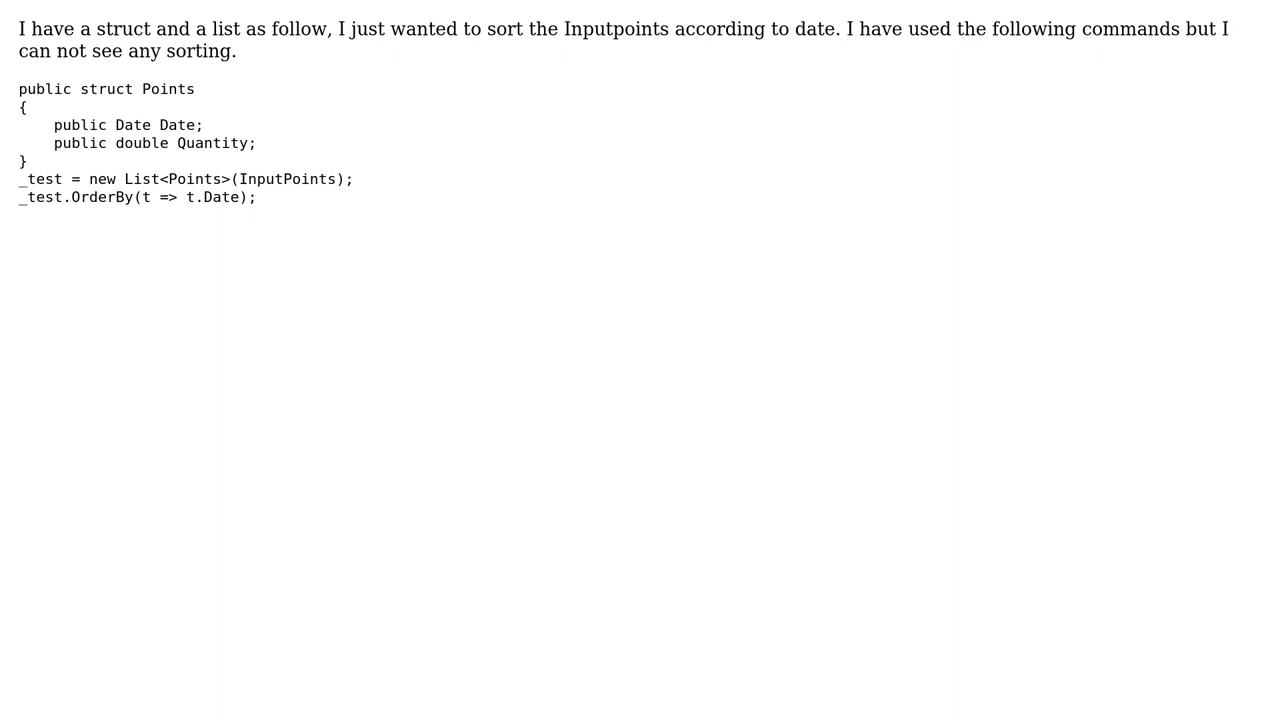 I have a struct and a list as follow, I just wanted to sort the Inputpoints according to date. I have used the following commands but I
can not see any sorting.
public struct Points
{
    public Date Date;
    public double Quantity;
}
_test = new List<Points>(InputPoints);
_test.OrderBy(t => t.Date);